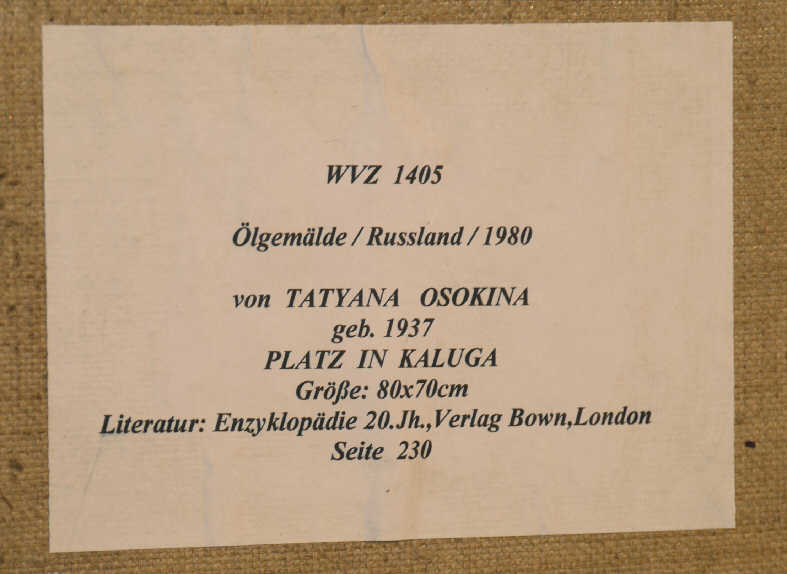 WVZ 1405
Ölgemälde / Russland / 1980
von TATYANA OSOKINA
geb. 1937
PLATZ IN KALUGA
Größe: 80x70cm
Literatur: Enzyklopädie 20.Jh.,Verlag Bown,London
Seite 230